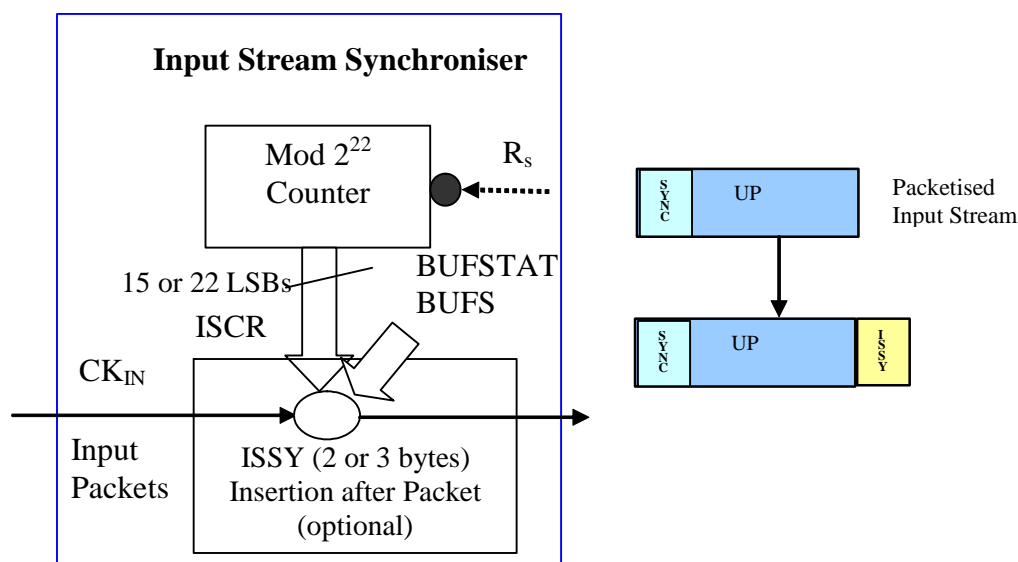 Input Stream Synchroniser
Mod 2²²
Counter
Rₛ
15 or 22 LSBs
ISCR
BUFSTAT
BUFS
CK_IN
Input
Packets
ISSY (2 or 3 bytes)
Insertion after Packet
(optional)
SYNC
UP
Packetised
Input Stream
SYNC
UP
ISSY